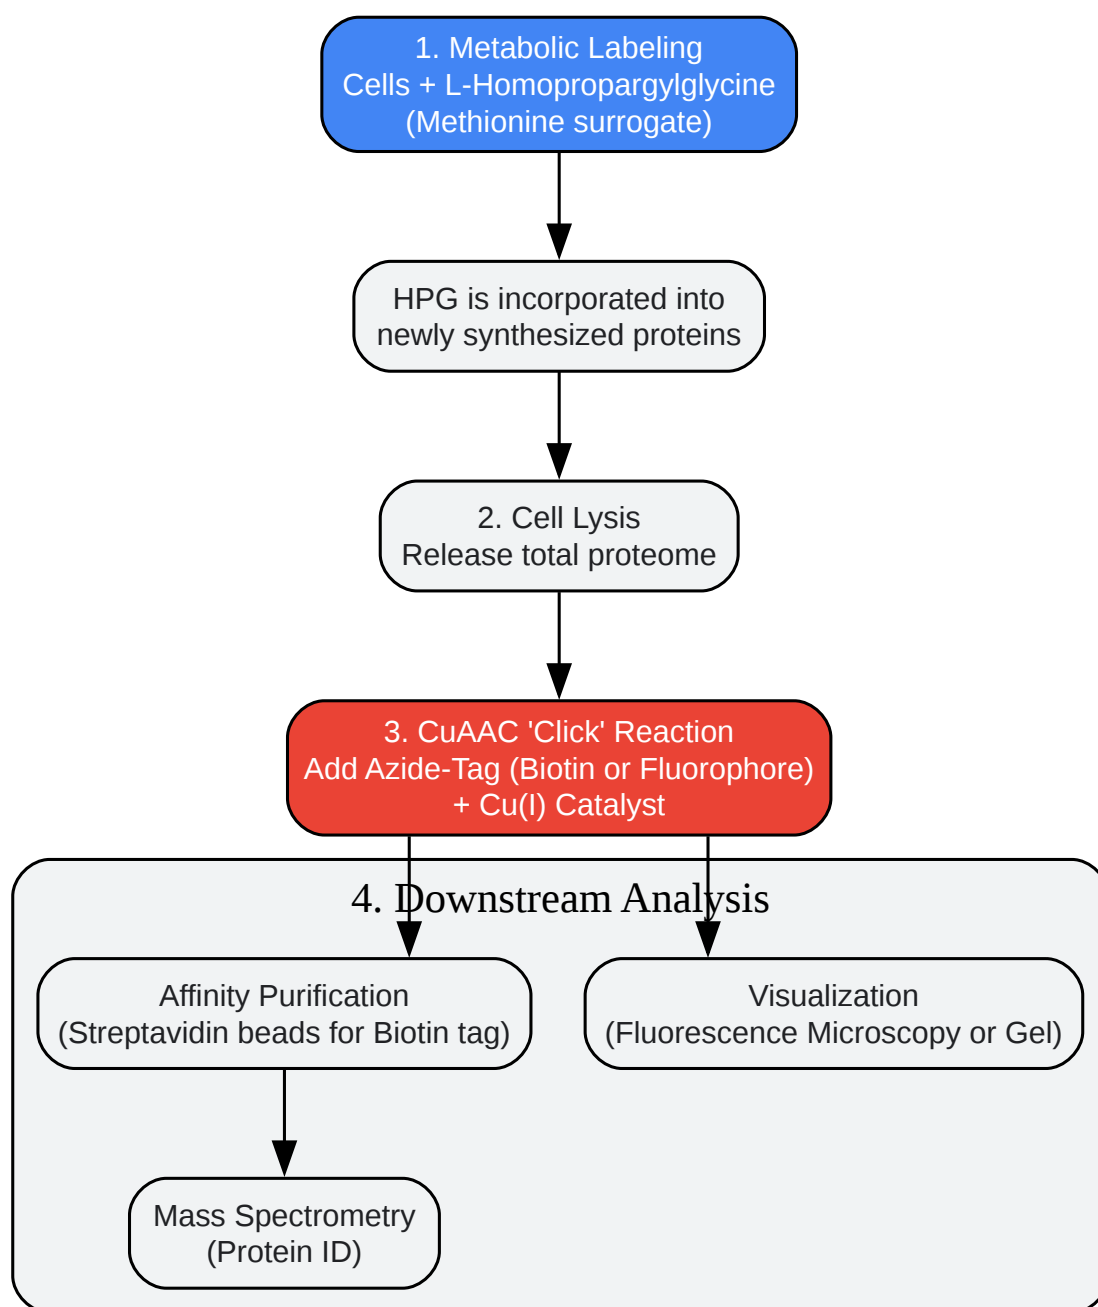 1. Metabolic Labeling
Cells + L-Homopropargylglycine
(Methionine surrogate)
HPG is incorporated into
newly synthesized proteins
2. Cell Lysis
Release total proteome
3. CuAAC 'Click' Reaction
Add Azide-Tag (Biotin or Fluorophore)
+ Cu(I) Catalyst
4. Downstream Analysis
Affinity Purification
(Streptavidin beads for Biotin tag)
Visualization
(Fluorescence Microscopy or Gel)
Mass Spectrometry
(Protein ID)